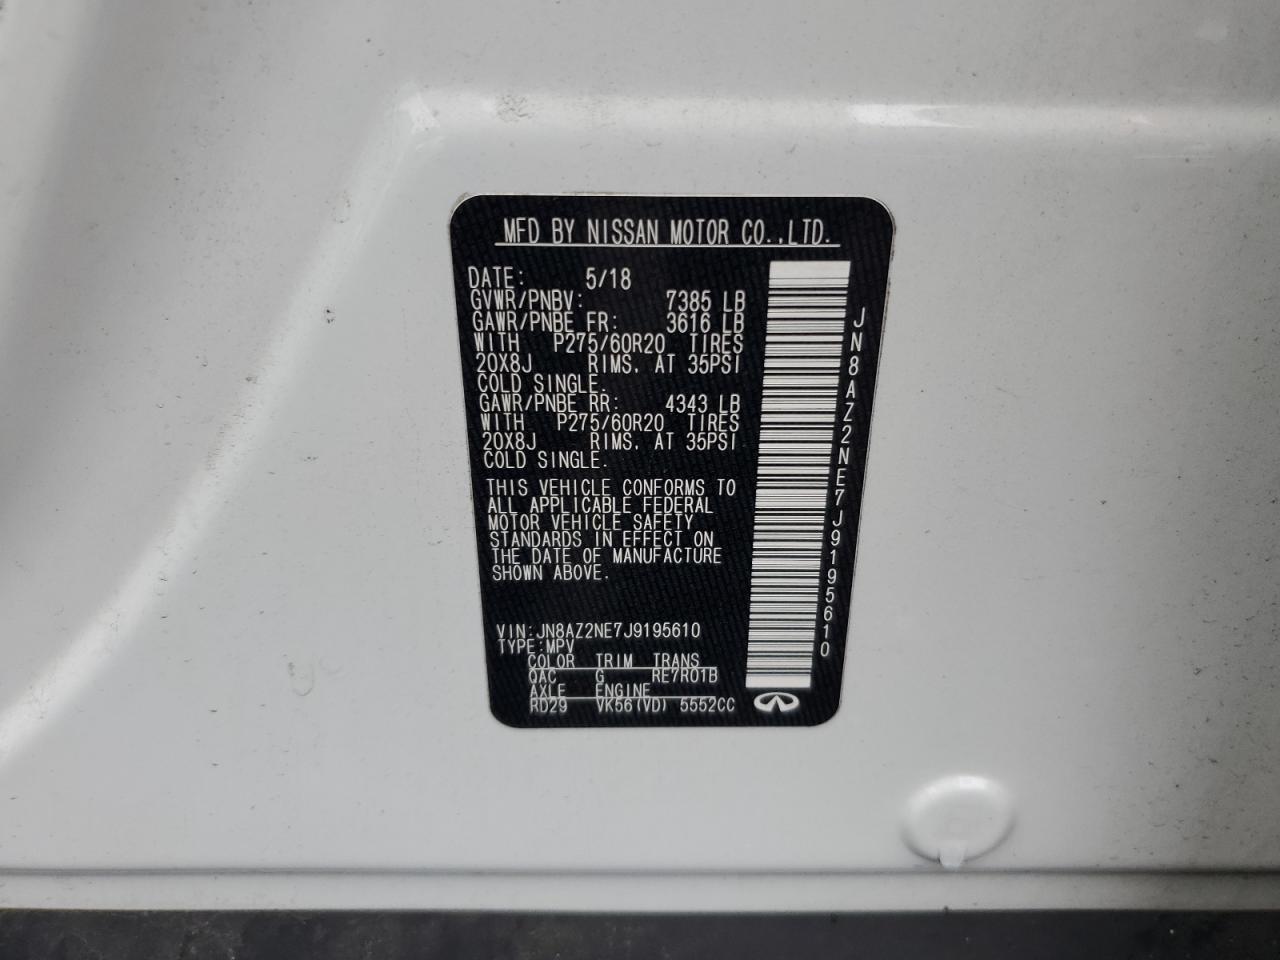 MFD BY NISSAN MOTOR CO.,LTD.
DATE: 5/18
GVWR/PNBV: 7385 LB
GAWR/PNBE FR: 3616 LB
WITH P275/60R20 TIRES
20X8J RIMS. AT 35PSI
COLD SINGLE.
GAWR/PNBE RR: 4343 LB
WITH P275/60R20 TIRES
20X8J RIMS. AT 35PSI
COLD SINGLE.
THIS VEHICLE CONFORMS TO
ALL APPLICABLE FEDERAL
MOTOR VEHICLE SAFETY
STANDARDS IN EFFECT ON
THE DATE OF MANUFACTURE
SHOWN ABOVE.
VIN:JN8AZ2NE7J9195610
TYPE:MPV
COLOR TRIM TRANS
QAC G RE7R01B
AXLE ENGINE
RD29 VK56(VD) 5552CC
JN8AZ2NE7J9195610